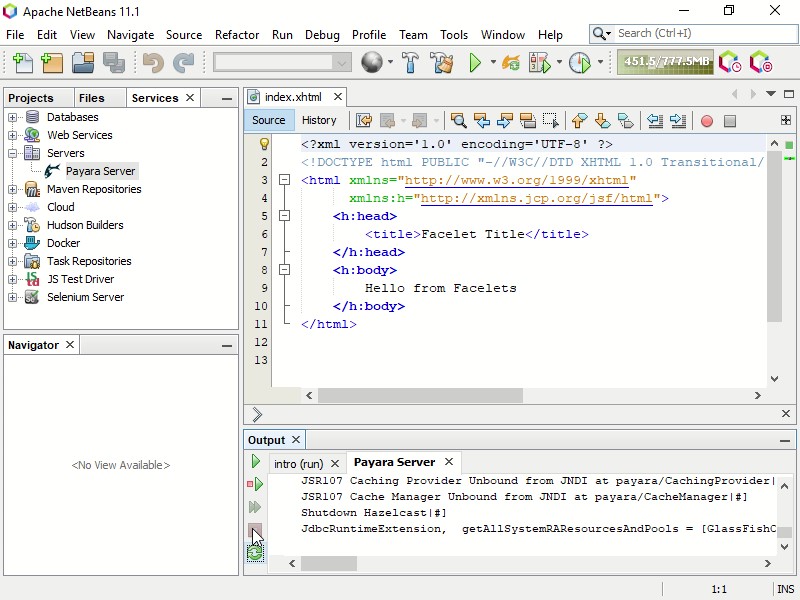 Apache NetBeans 11.1
File Edit View Navigate Source Refactor Run Debug Profile Team Tools Window Help
Search (Ctrl+I)
451.5/777.5MB
Projects Files Services
Databases
Web Services
Servers
Payara Server
Maven Repositories
Cloud
Hudson Builders
Docker
Task Repositories
JS Test Driver
Selenium Server
Navigator
<No View Available>
index.xhtml
Source History
1 <?xml version='1.0' encoding='UTF-8' ?>
2 <!DOCTYPE html PUBLIC "-//W3C//DTD XHTML 1.0 Transitional/
3 <html xmlns="http://www.w3.org/1999/xhtml"
4 xmlns:h="http://xmlns.jcp.org/jsf/html">
5 <h:head>
6 <title>Facelet Title</title>
7 </h:head>
8 <h:body>
9 Hello from Facelets
10 </h:body>
11 </html>
12
13
Output
intro (run) Payara Server
JSR107 Caching Provider Unbound from JNDI at payara/CachingProvider|
JSR107 Cache Manager Unbound from JNDI at payara/CacheManager|#]
Shutdown Hazelcast|#]
JdbcRuntimeExtension, getAllSystemRAResourcesAndPools = [GlassFishC
1:1 INS